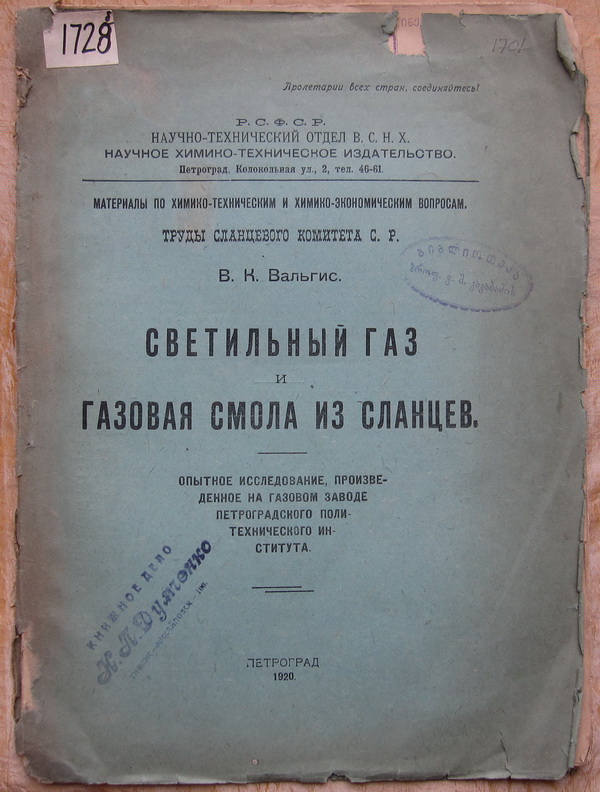 1728
1701
Пролетарии всех стран, соединяйтесь!
Р. С. Ф. С. Р.
НАУЧНО-ТЕХНИЧЕСКИЙ ОТДЕЛ В. С. Н. Х.
НАУЧНОЕ ХИМИКО-ТЕХНИЧЕСКОЕ ИЗДАТЕЛЬСТВО.
Петроград, Колокольная ул., 2, тел. 46-61.
МАТЕРИАЛЫ ПО ХИМИКО-ТЕХНИЧЕСКИМ И ХИМИКО-ЭКОНОМИЧЕСКИМ ВОПРОСАМ.
ТРУДЫ СЛАНЦЕВОГО КОМИТЕТА С. Р.
ბიბლიოთეკა
В. К. Вальгис.
СВЕТИЛЬНЫЙ ГАЗ
И
ГАЗОВАЯ СМОЛА ИЗ СЛАНЦЕВ.
ОПЫТНОЕ ИССЛЕДОВАНИЕ, ПРОИЗВЕ-
ДЕННОЕ НА ГАЗОВОМ ЗАВОДЕ
ПЕТРОГРАДСКОГО ПОЛИ-
ТЕХНИЧЕСКОГО ИН-
СТИТУТА.
КНИЖНОЕ ДЕЛО
Н. П. Думченко
ПЕТРОГРАД
1920.